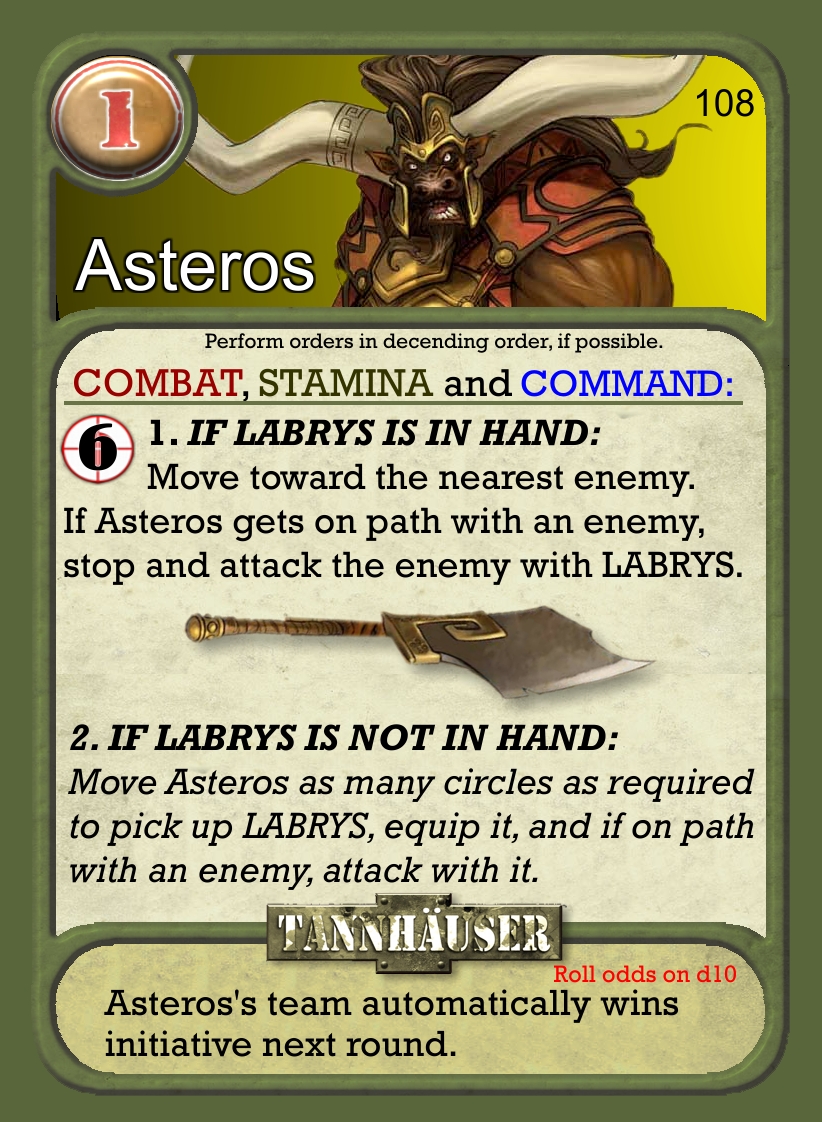 1
108
Asteros
Perform orders in decending order, if possible.
COMBAT, STAMINA and COMMAND:
6
1. IF LABRYS IS IN HAND:
Move toward the nearest enemy.
If Asteros gets on path with an enemy,
stop and attack the enemy with LABRYS.
2. IF LABRYS IS NOT IN HAND:
Move Asteros as many circles as required
to pick up LABRYS, equip it, and if on path
with an enemy, attack with it.
TANNHÄUSER
Roll odds on d10
Asteros's team automatically wins
initiative next round.